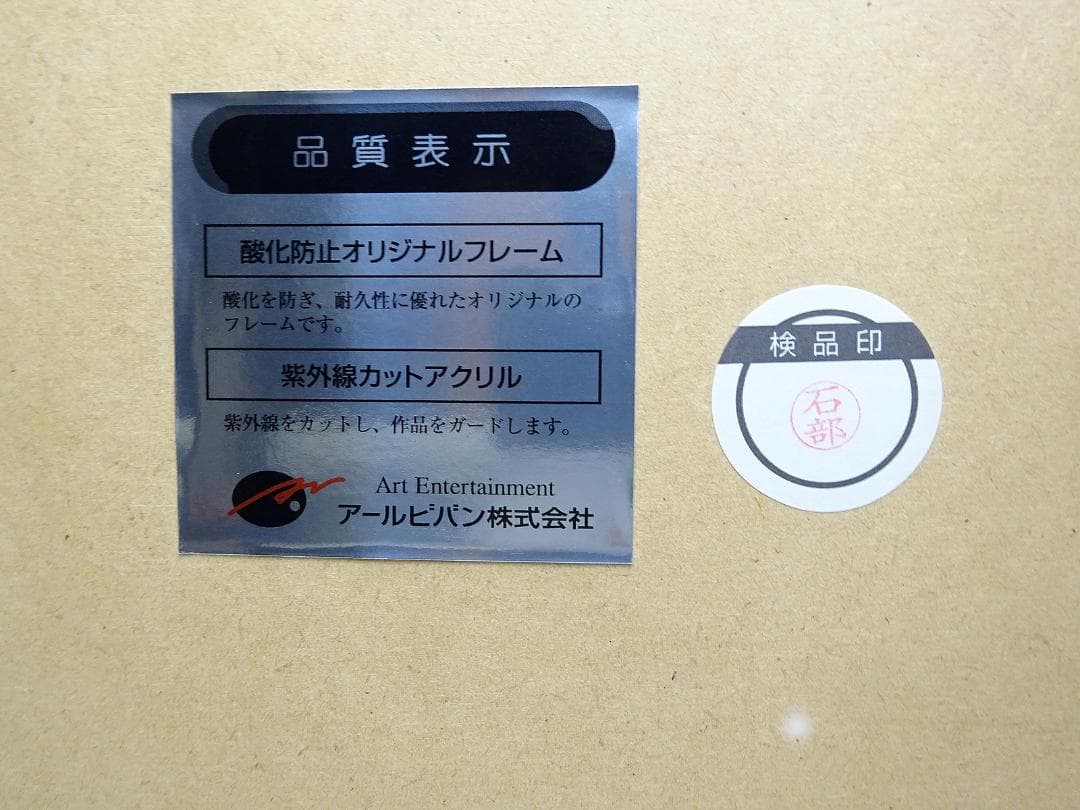 品質表示
酸化防止オリジナルフレーム
酸化を防ぎ、耐久性に優れたオリジナルの
フレームです。
紫外線カットアクリル
紫外線をカットし、作品をガードします。
Art Entertainment
アールビバン株式会社
検品印
石部